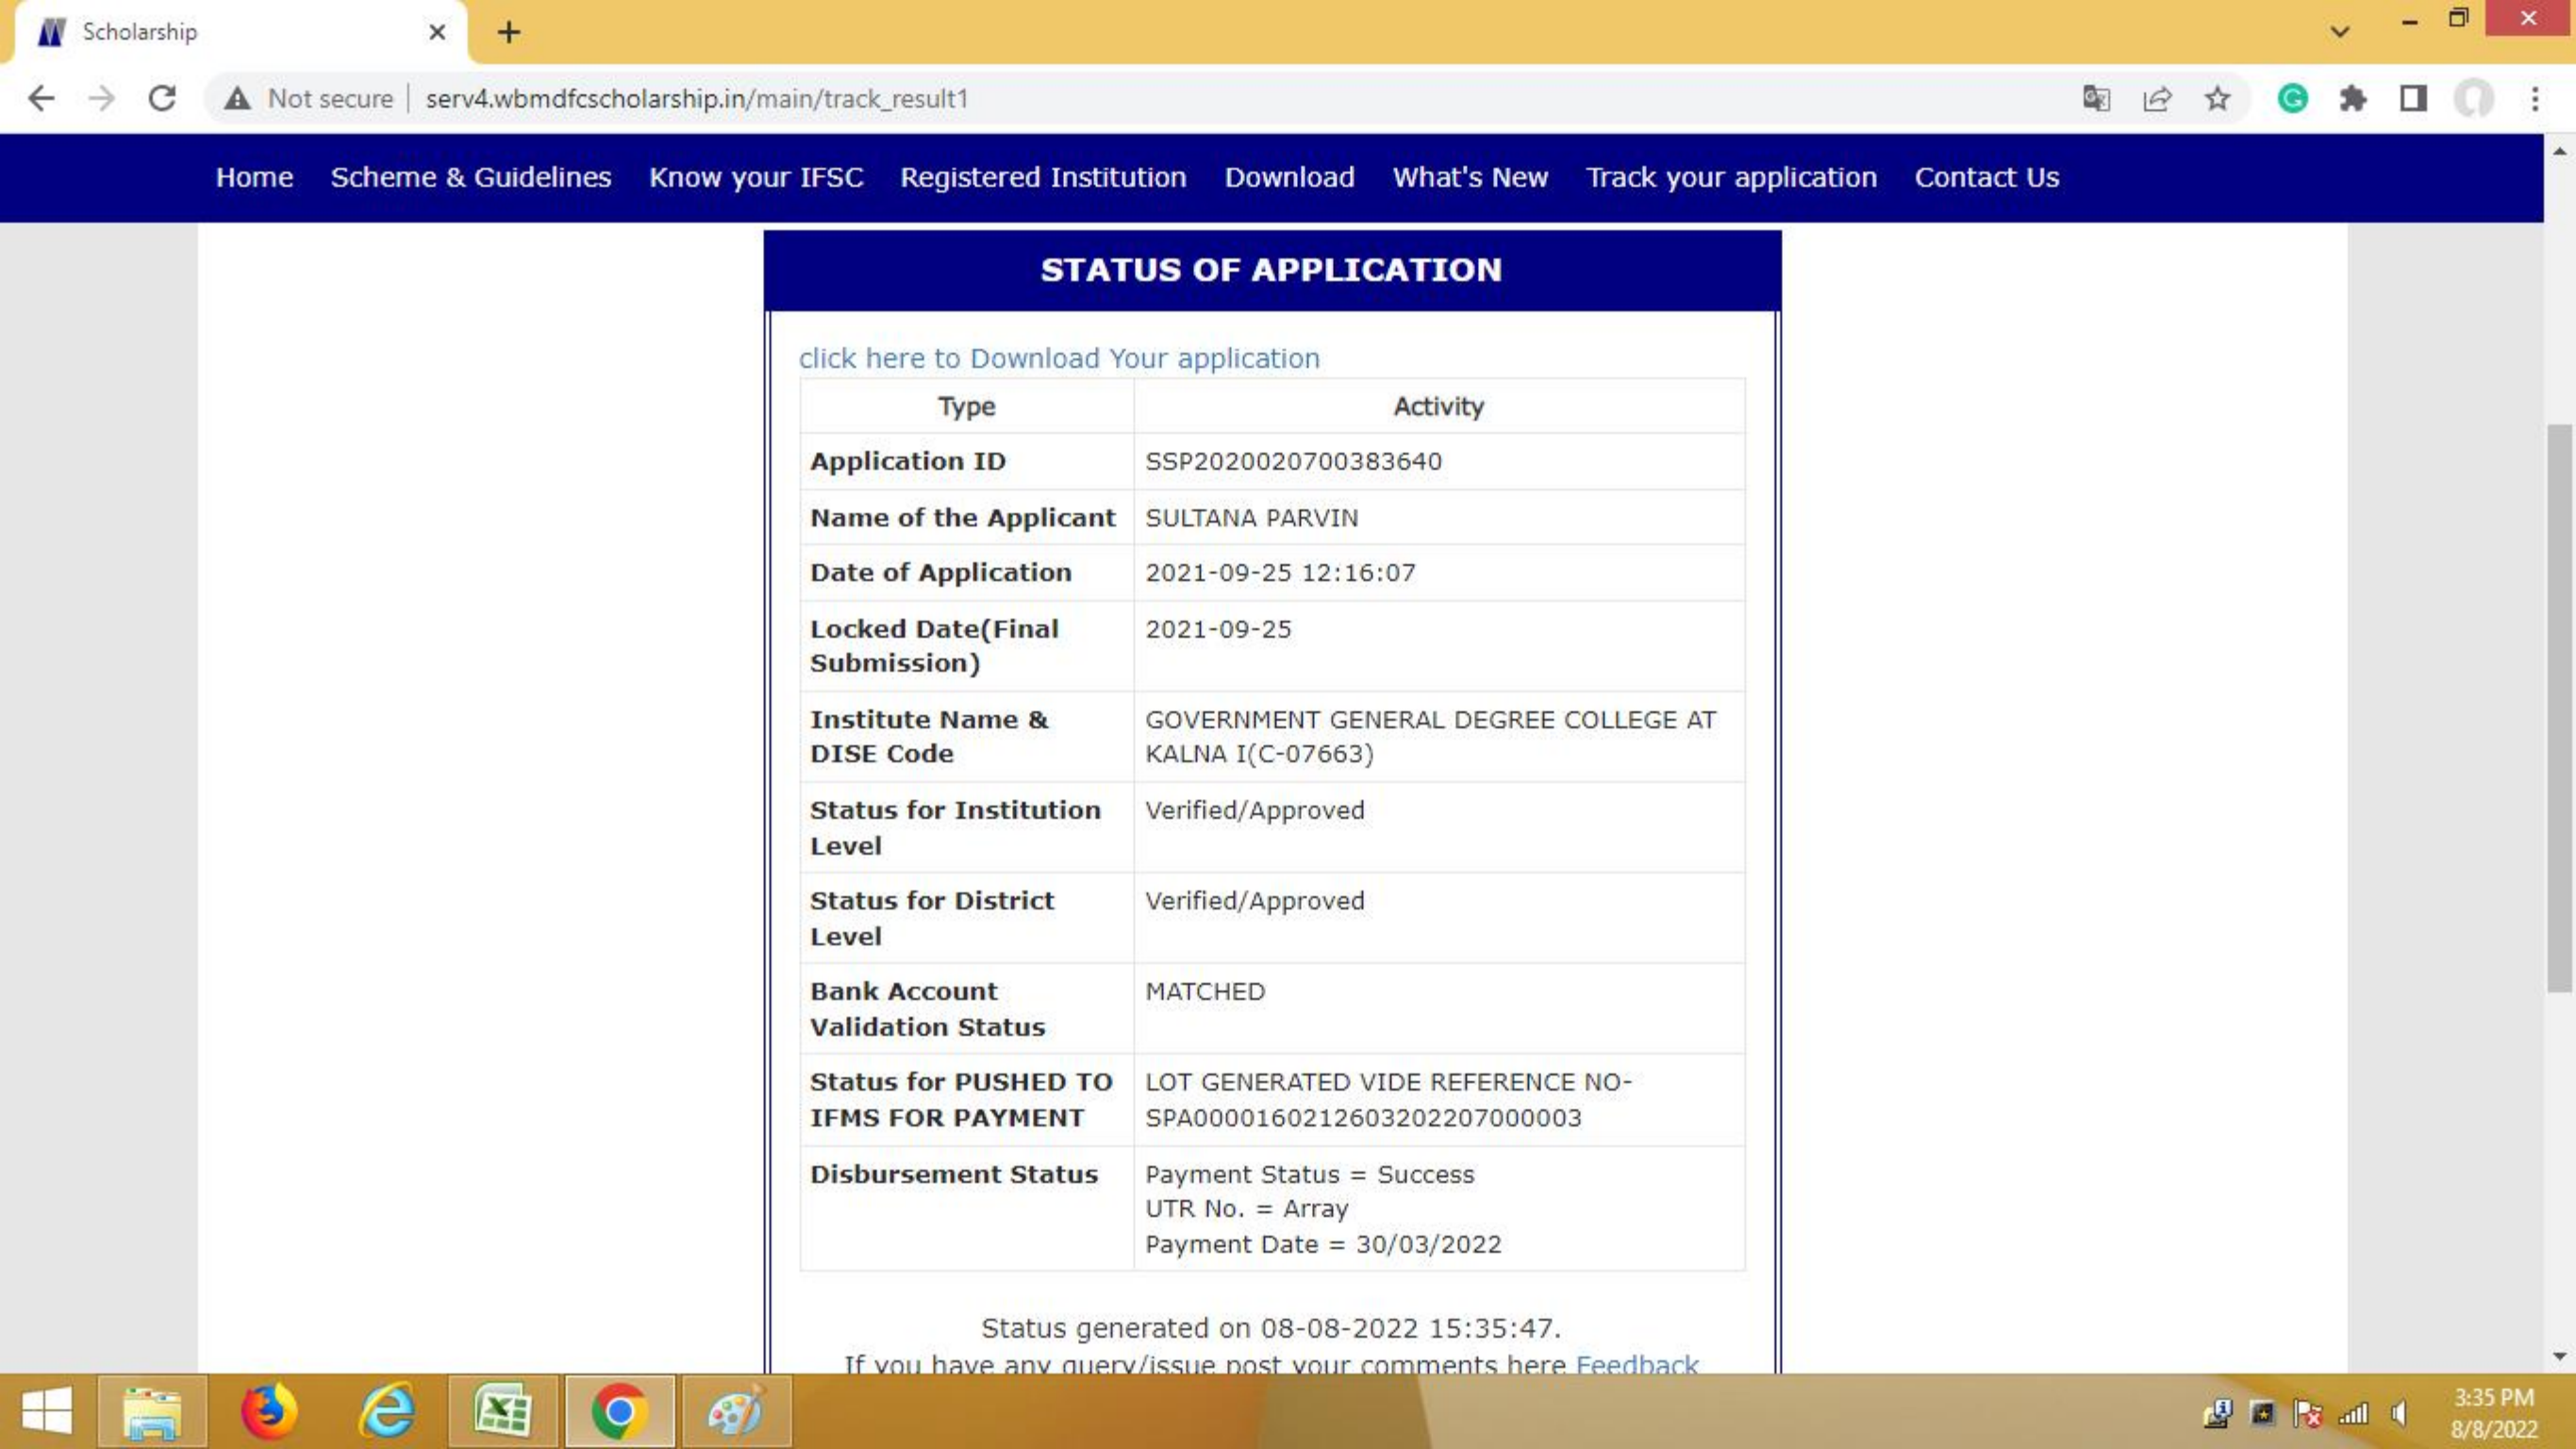 Scholarship
Not secure serv4.wbmdfcscholarship.in/main/track_result1
Home Scheme & Guidelines Know your IFSC Registered Institution Download What's New Track your application Contact Us
STATUS OF APPLICATION
click here to Download Your application
Type Activity
Application ID SSP2020020700383640
Name of the Applicant SULTANA PARVIN
Date of Application 2021-09-25 12:16:07
Locked Date(Final 2021-09-25
Submission)
Institute Name & GOVERNMENT GENERAL DEGREE COLLEGE AT
DISE Code KALNA I(C-07663)
Status for Institution Verified/Approved
Level
Status for District Verified/Approved
Level
Bank Account MATCHED
Validation Status
Status for PUSHED TO LOT GENERATED VIDE REFERENCE NO-
IFMS FOR PAYMENT SPA0000160212603202207000003
Disbursement Status Payment Status = Success
UTR No. = Array
Payment Date = 30/03/2022
Status generated on 08-08-2022 15:35:47.
If you have any query/issue post your comments here Feedback
3:35 PM
8/8/2022